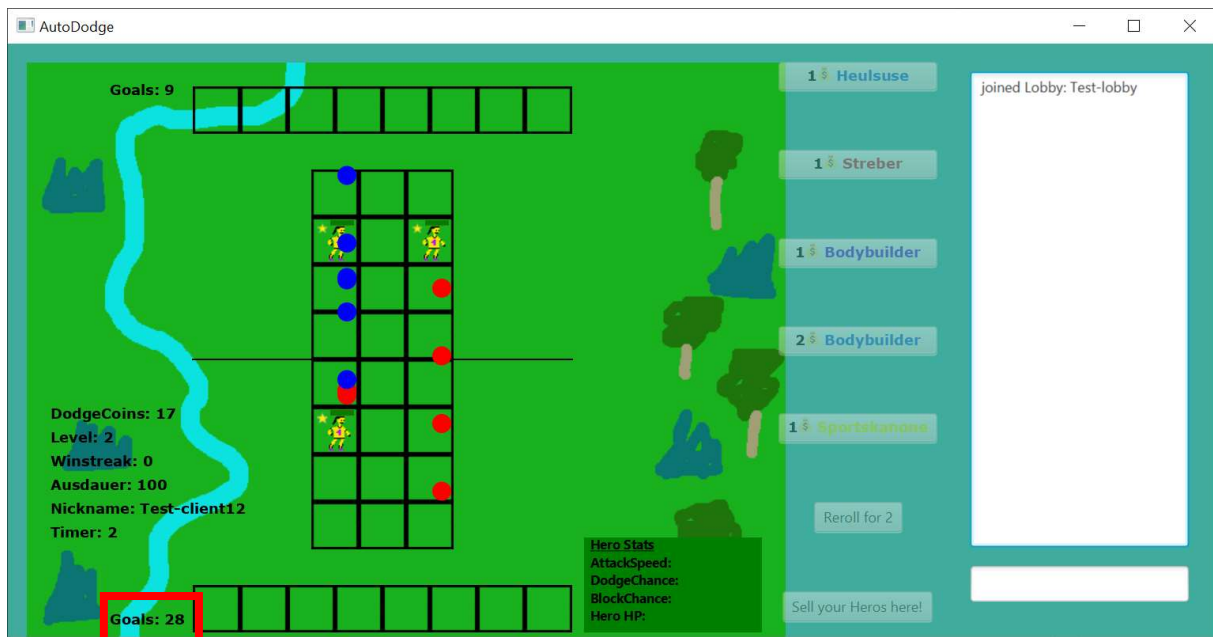 AutoDodge
Goals: 9
DodgeCoins: 17
Level: 2
Winstreak: 0
Ausdauer: 100
Nickname: Test-client12
Timer: 2
Goals: 28
Hero Stats
AttackSpeed:
DodgeChance:
BlockChance:
Hero HP:
1 $ Heulsuse
1 $ Streber
1 $ Bodybuilder
2 $ Bodybuilder
1 $ Sportskanone
Reroll for 2
Sell your Heros here!
joined Lobby: Test-lobby